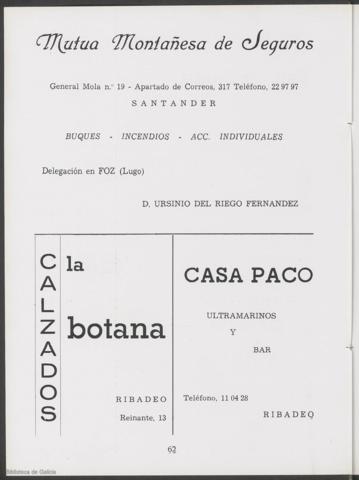 Mutua Montañesa de Seguros
General Mola n.º 19 - Apartado de Correos, 317 Teléfono, 22 97 97
SANTANDER
BUQUES - INCENDIOS - ACC. INDIVIDUALES
Delegación en FOZ (Lugo)
D. URSINIO DEL RIEGO FERNANDEZ
CALZADOS
la
botana
RIBADEO
Reinante, 13
CASA PACO
ULTRAMARINOS
Y
BAR
Teléfono, 11 04 28
RIBADEO
62
Biblioteca de Galicia